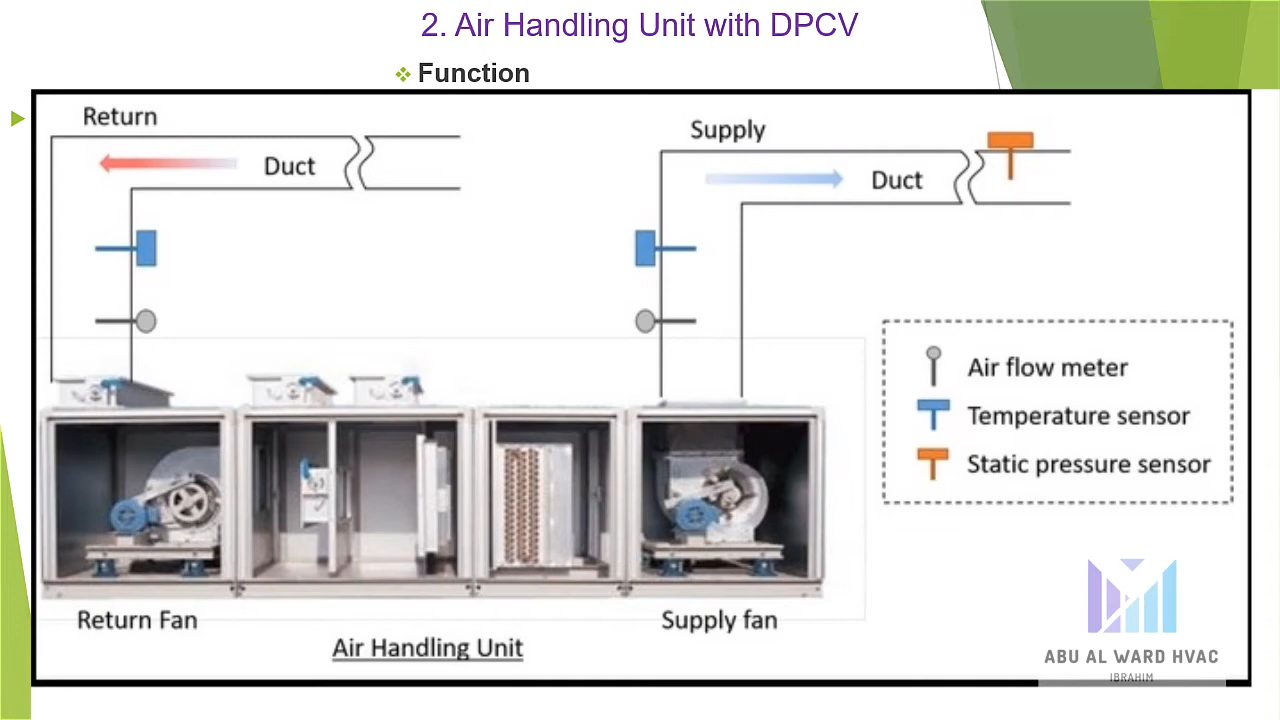 2. Air Handling Unit with DPCV
Function
Return
Duct
Supply
Duct
Air flow meter
Temperature sensor
Static pressure sensor
Return Fan
Supply fan
Air Handling Unit
ABU AL WARD HVAC
IBRAHIM